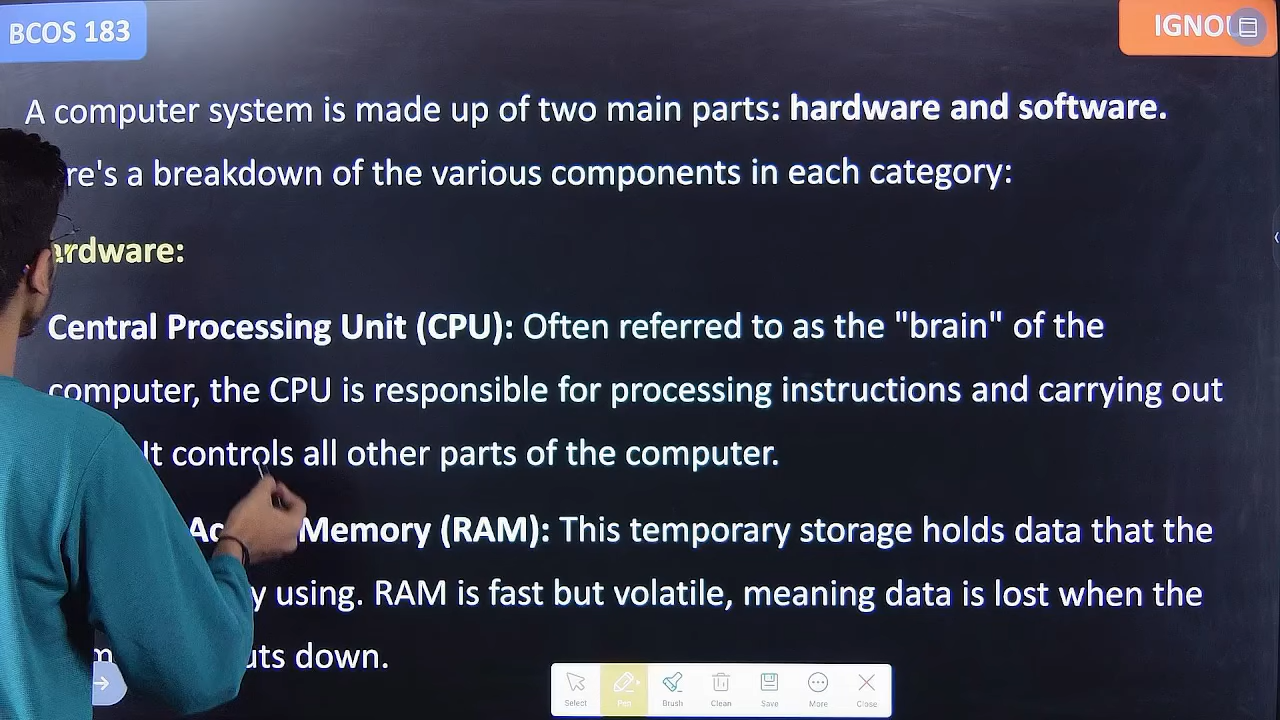 BCOS 183
IGNOU
A computer system is made up of two main parts: hardware and software.
re's a breakdown of the various components in each category:
ardware:
Central Processing Unit (CPU): Often referred to as the "brain" of the
computer, the CPU is responsible for processing instructions and carrying out
It controls all other parts of the computer.
Memory (RAM): This temporary storage holds data that the
using. RAM is fast but volatile, meaning data is lost when the
down.
Select Pen Brush Clean Save More Close